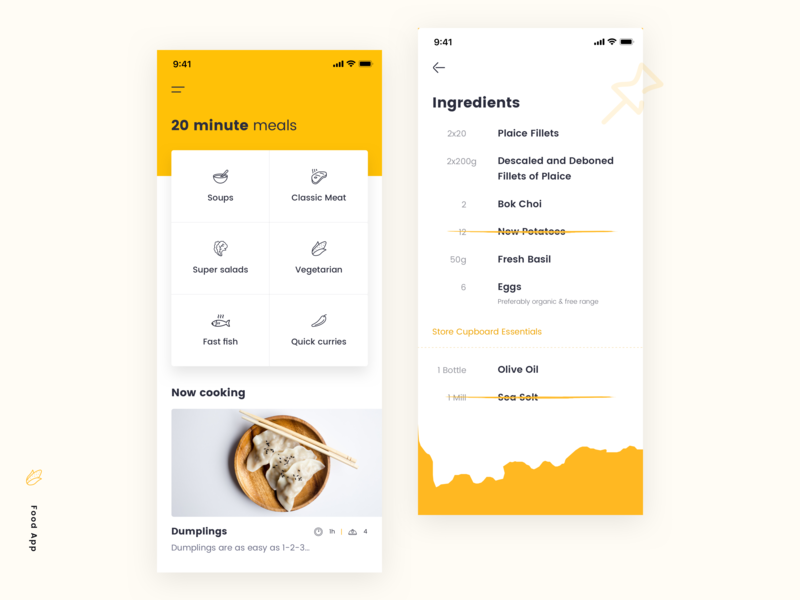 9:41
20 minute meals
Soups
Classic Meat
Super salads
Vegetarian
Fast fish
Quick curries
Now cooking
Dumplings
1h | 4
Dumplings are as easy as 1-2-3...
9:41
Ingredients
2x20 Plaice Fillets
2x200g Descaled and Deboned
Fillets of Plaice
2 Bok Choi
12 New Potatoes
50g Fresh Basil
6 Eggs
Preferably organic & free range
Store Cupboard Essentials
1 Bottle Olive Oil
1 Mill Sea Salt
Food App